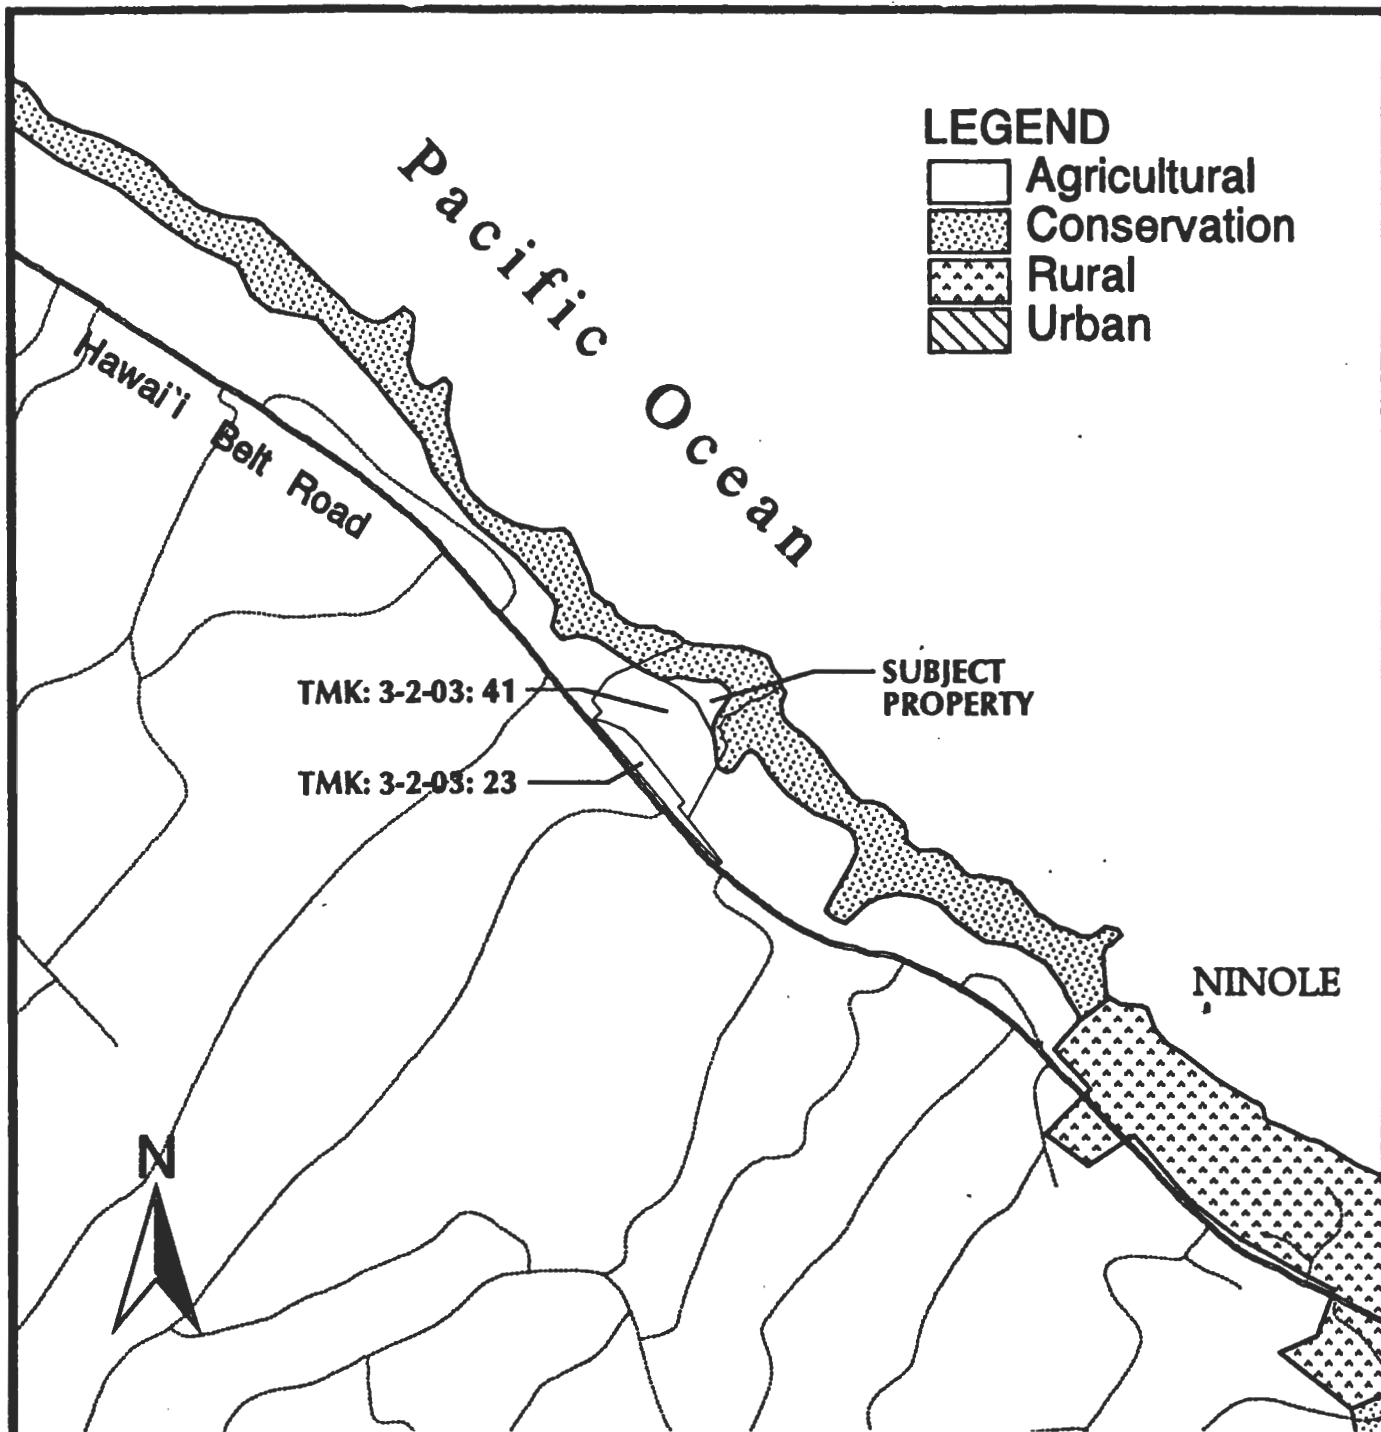 LEGEND
Agricultural
Conservation
Rural
Urban
Pacific Ocean
Hawai`i Belt Road
SUBJECT
PROPERTY
TMK: 3-2-03: 41
TMK: 3-2-03: 23
NINOLE
N